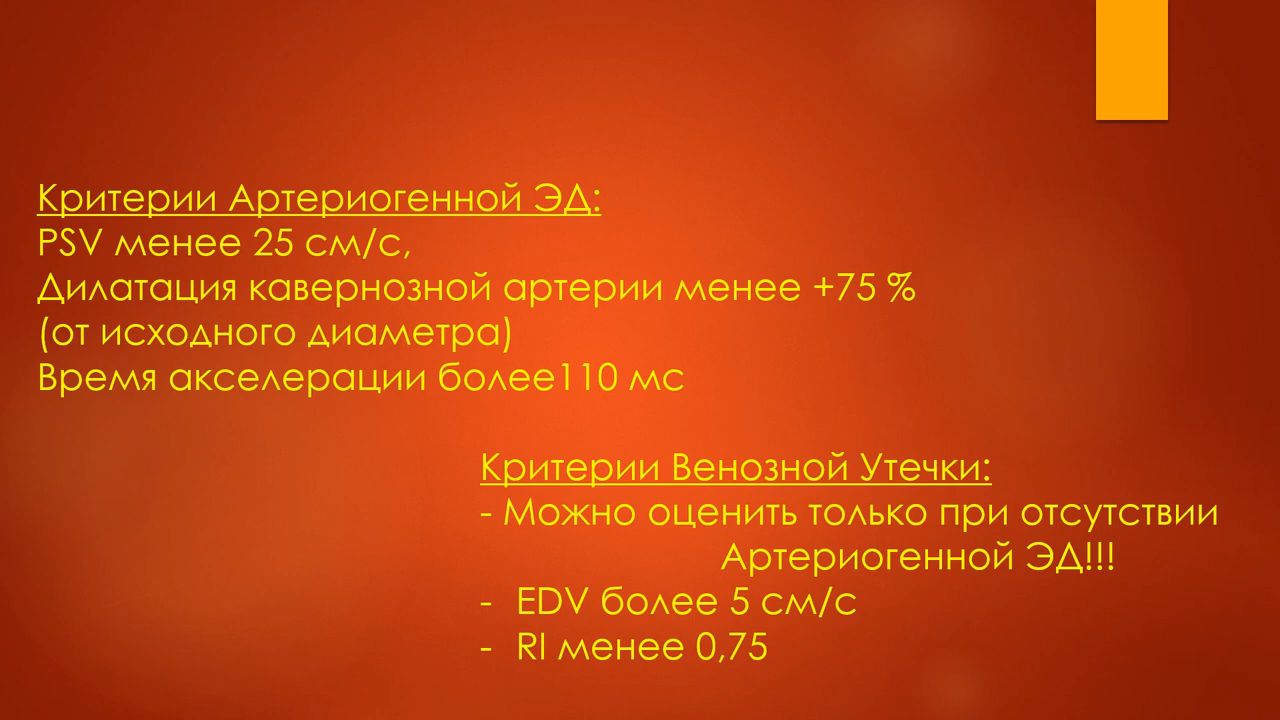 Критерии Артериогенной ЭД:
PSV менее 25 см/с,
Дилатация кавернозной артерии менее +75 %
(от исходного диаметра)
Время акселерации более110 мс
Критерии Венозной Утечки:
- Можно оценить только при отсутствии
Артериогенной ЭД!!!
- EDV более 5 см/с
- RI менее 0,75